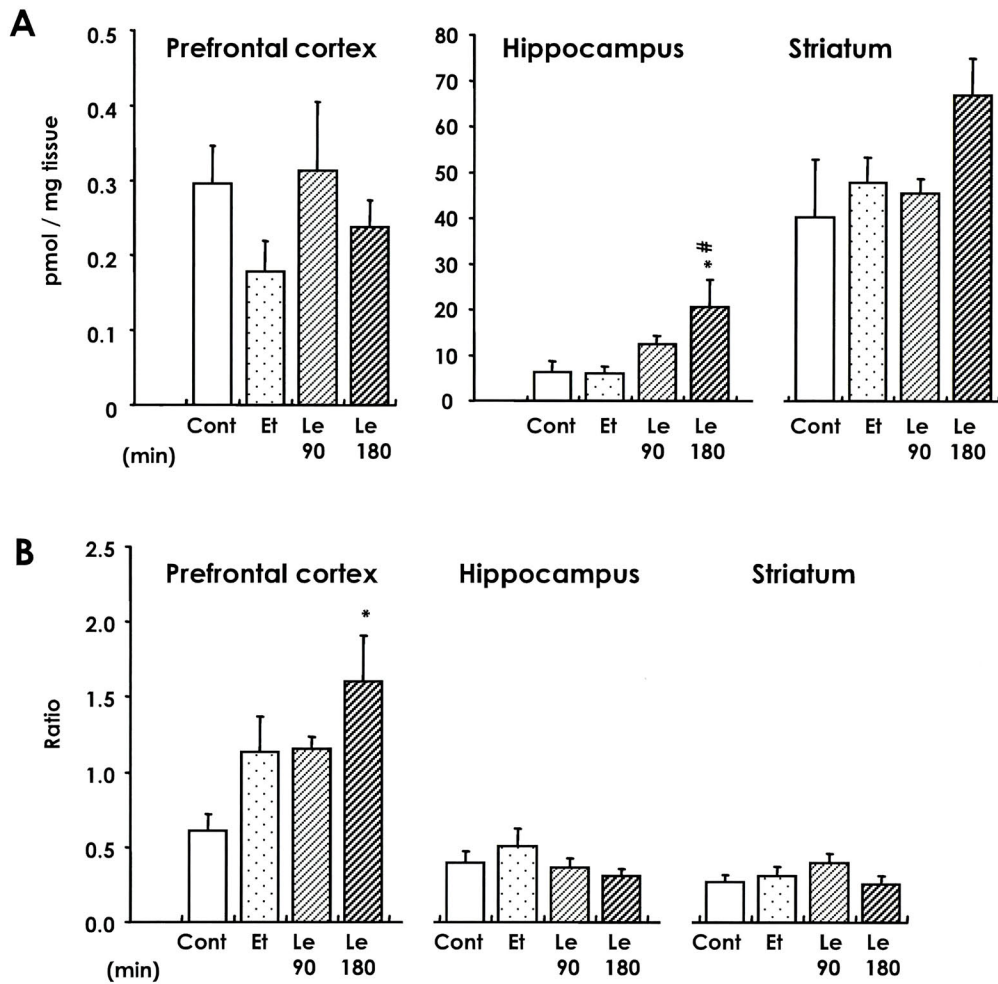 A
Prefrontal cortex
Hippocampus
Striatum
pmol / mg tissue
0.5
0.4
0.3
0.2
0.1
0
80
70
60
50
40
30
20
10
0
#
*
Cont Et Le Le
(min) 90 180
Cont Et Le Le
90 180
Cont Et Le Le
90 180
B
Prefrontal cortex
Hippocampus
Striatum
Ratio
2.5
2.0
1.5
1.0
0.5
0.0
*
Cont Et Le Le
(min) 90 180
Cont Et Le Le
90 180
Cont Et Le Le
90 180